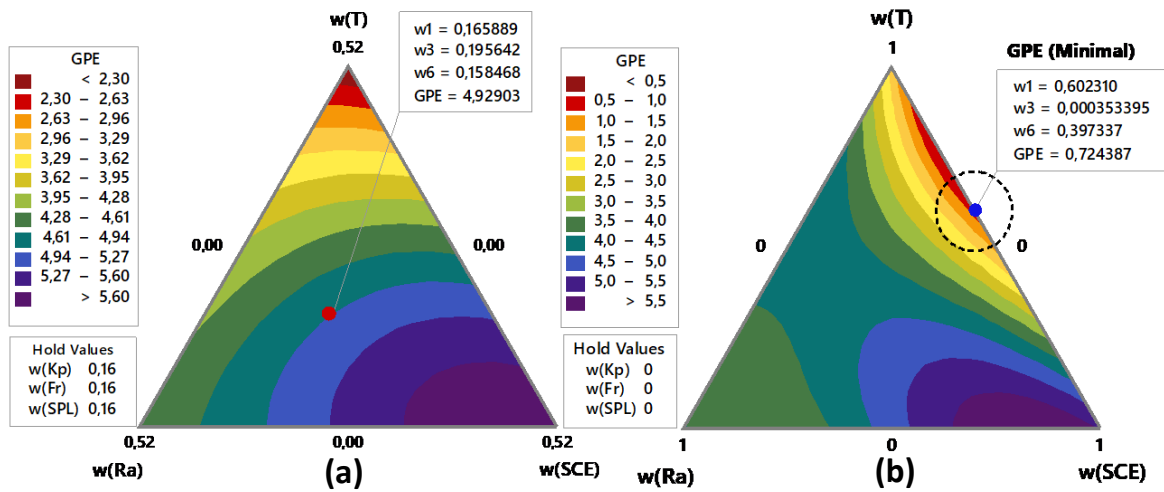 w(T)
0,52
w1 = 0,165889
w3 = 0,195642
w6 = 0,158468
GPE = 4,92903
GPE
< 2,30
2,30 – 2,63
2,63 – 2,96
2,96 – 3,29
3,29 – 3,62
3,62 – 3,95
3,95 – 4,28
4,28 – 4,61
4,61 – 4,94
4,94 – 5,27
5,27 – 5,60
> 5,60
0,00
0,00
Hold Values
w(Kp) 0,16
w(Fr) 0,16
w(SPL) 0,16
0,52
0,00
0,52
w(Ra)
(a)
w(SCE)
w(T)
1
GPE (Minimal)
w1 = 0,602310
w3 = 0,000353395
w6 = 0,397337
GPE = 0,724387
GPE
< 0,5
0,5 – 1,0
1,0 – 1,5
1,5 – 2,0
2,0 – 2,5
2,5 – 3,0
3,0 – 3,5
3,5 – 4,0
4,0 – 4,5
4,5 – 5,0
5,0 – 5,5
> 5,5
0
0
Hold Values
w(Kp) 0
w(Fr) 0
w(SPL) 0
1
0
1
w(Ra)
(b)
w(SCE)